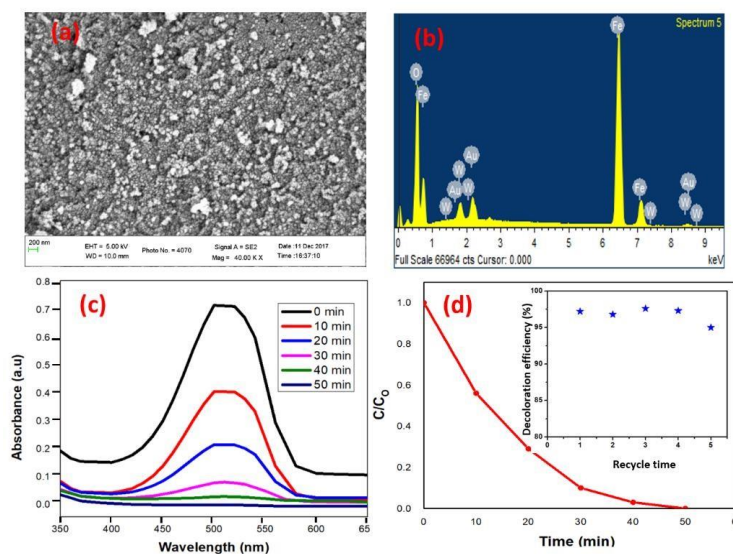 (a)
200 nm
EHT = 5.00 kV
WD = 10.0 mm
Photo No. = 4070
Signal A = SE2
Mag = 40.00 K X
Date :11 Dec 2017
Time :16:37:10
(b)
Spectrum 5
O
Fe
W
Au
W
W
Au
Fe
Fe
W
Au
W
W
Full Scale 66964 cts Cursor: 0.000
keV
0 1 2 3 4 5 6 7 8 9
(c)
0.8
0.7
0.6
0.5
0.4
0.3
0.2
0.1
0.0
Absorbance (a.u)
0 min
10 min
20 min
30 min
40 min
50 min
350 400 450 500 550 600 65
Wavelength (nm)
(d)
1.0
0.8
0.6
0.4
0.2
0.0
C/CO
0 10 20 30 40 50
Time (min)
Decoloration efficiency (%)
100
95
90
85
80
1 2 3 4 5
Recycle time